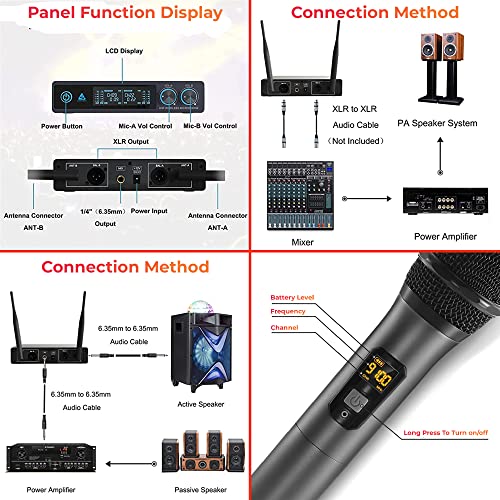 Panel Function Display
LCD Display
Power Button
Mic-A Vol Control
Mic-B Vol Control
XLR Output
Antenna Connector
ANT-B
1/4" (6.35mm)
Output
Power Input
Antenna Connector
ANT-A
Connection Method
XLR to XLR
Audio Cable
(Not Included)
PA Speaker System
Mixer
Power Amplifier
Connection Method
6.35mm to 6.35mm
Audio Cable
Active Speaker
6.35mm to 6.35mm
Audio Cable
Power Amplifier
Passive Speaker
Battery Level
Frequency
Channel
Long Press To Turn on/off